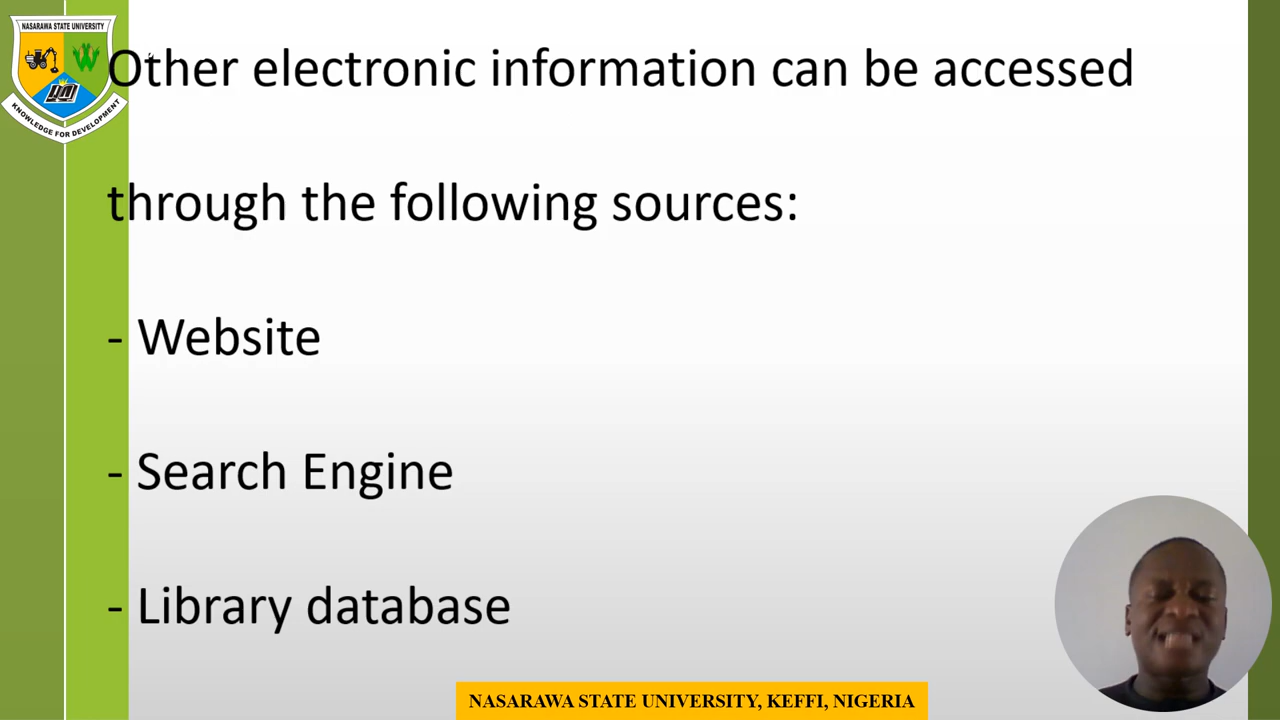 NASARAWA STATE UNIVERSITY
KNOWLEDGE FOR DEVELOPMENT
Other electronic information can be accessed
through the following sources:
- Website
- Search Engine
- Library database
NASARAWA STATE UNIVERSITY, KEFFI, NIGERIA